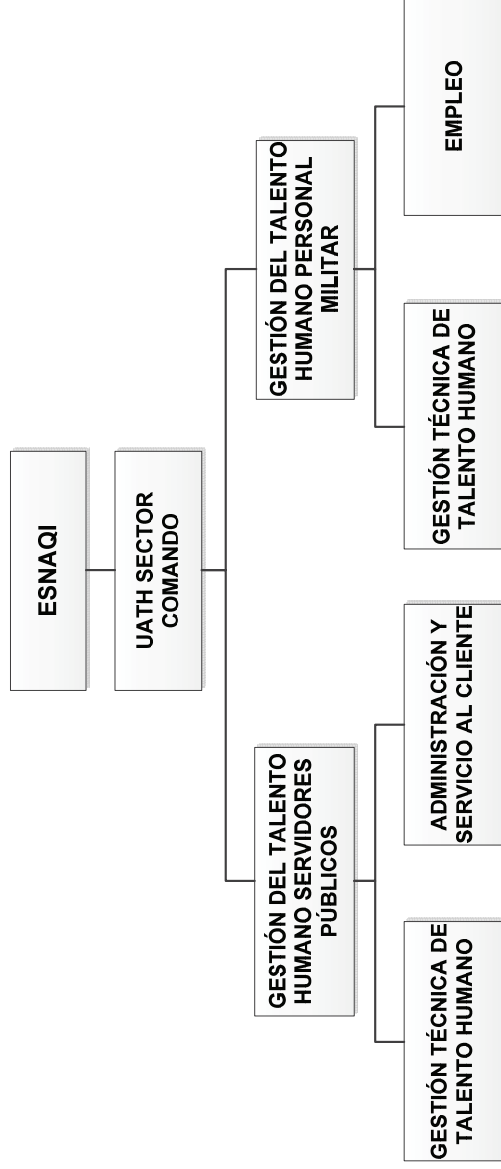 ESNAQI
UATH SECTOR
COMANDO
GESTIÓN DEL TALENTO
HUMANO SERVIDORES
PÚBLICOS
GESTIÓN DEL TALENTO
HUMANO PERSONAL
MILITAR
GESTIÓN TÉCNICA DE
TALENTO HUMANO
ADMINISTRACIÓN Y
SERVICIO AL CLIENTE
GESTIÓN TÉCNICA DE
TALENTO HUMANO
EMPLEO